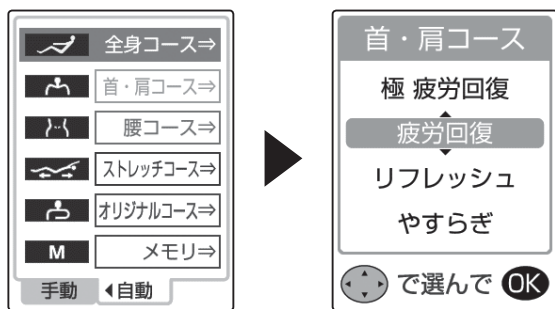 全身コース⇒
首・肩コース⇒
腰コース⇒
ストレッチコース⇒
オリジナルコース⇒
M メモリ⇒
手動 ◀自動
首・肩コース
極 疲労回復
疲労回復
リフレッシュ
やすらぎ
で選んで OK